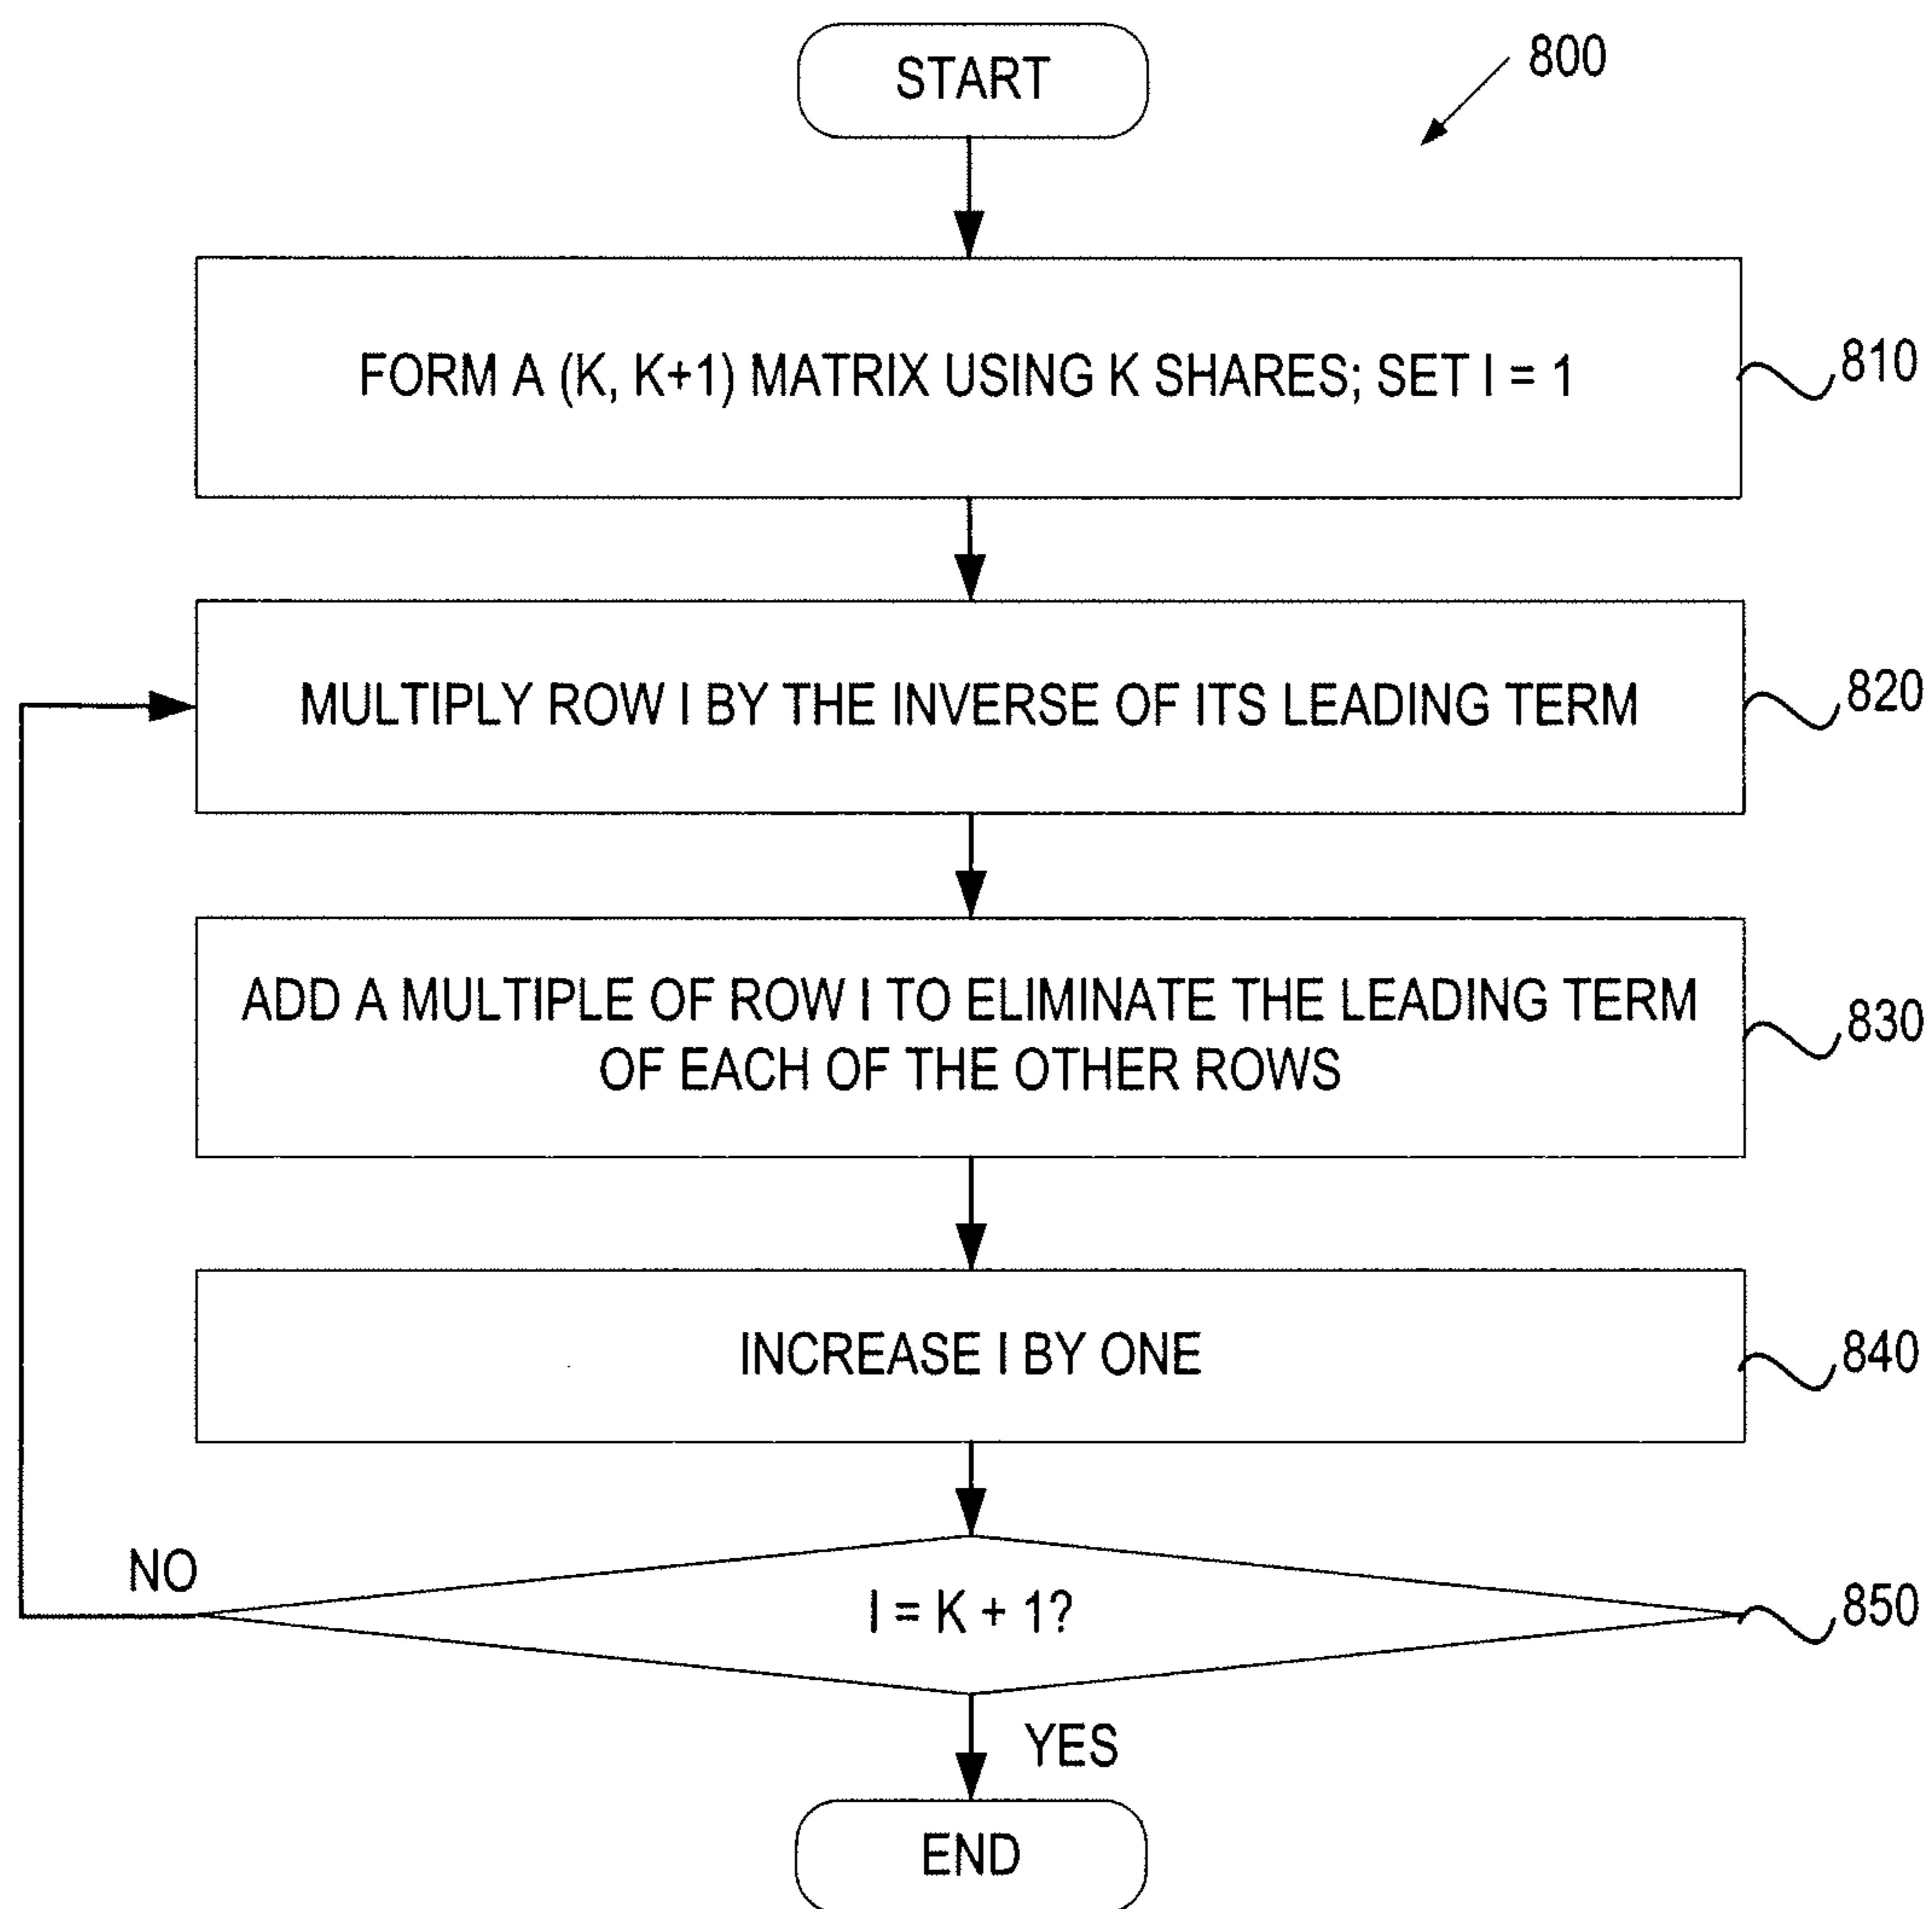 START
800
FORM A (K, K+1) MATRIX USING K SHARES; SET I = 1
810
MULTIPLY ROW I BY THE INVERSE OF ITS LEADING TERM
820
ADD A MULTIPLE OF ROW I TO ELIMINATE THE LEADING TERM
OF EACH OF THE OTHER ROWS
830
INCREASE I BY ONE
840
NO
I = K + 1?
850
YES
END